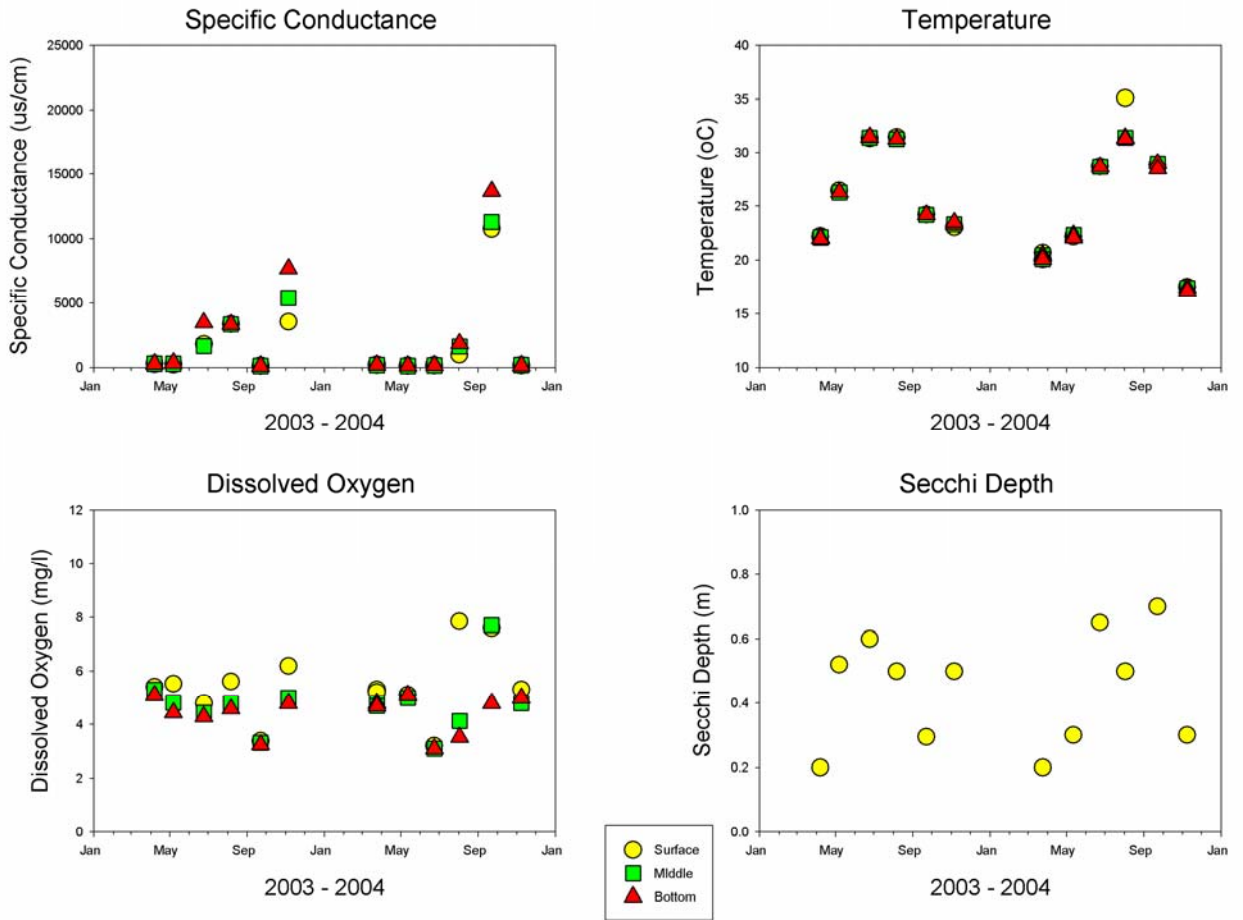 Specific Conductance
Specific Conductance (us/cm)
25000
20000
15000
10000
5000
0
Jan May Sep Jan May Sep Jan
2003 - 2004
Temperature
Temperature (oC)
40
35
30
25
20
15
10
Jan May Sep Jan May Sep Jan
2003 - 2004
Dissolved Oxygen
Dissolved Oxygen (mg/l)
12
10
8
6
4
2
0
Jan May Sep Jan May Sep Jan
2003 - 2004
Secchi Depth
Secchi Depth (m)
1.0
0.8
0.6
0.4
0.2
0.0
Jan May Sep Jan May Sep Jan
2003 - 2004
Surface
MIddle
Bottom